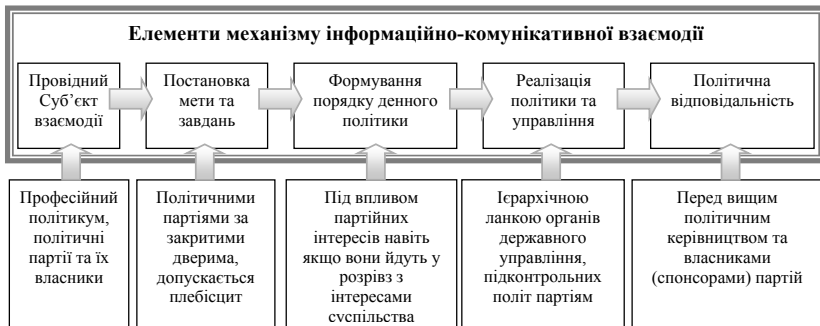 Елементи механізму інформаційно-комунікативної взаємодії
Провідний
Суб’єкт
взаємодії
Постановка
мети та
завдань
Формування
порядку денного
політики
Реалізація
політики та
управління
Політична
відповідальність
Професійний
політикум,
політичні
партії та їх
власники
Політичними
партіями за
закритими
дверима,
допускається
плебісцит
Під впливом
партійних
інтересів навіть
якщо вони йдуть у
розрівз з
інтересами
суспільства
Ієрархічною
ланкою органів
державного
управління,
підконтрольних
політ партіям
Перед вищим
політичним
керівництвом та
власниками
(спонсорами) партій